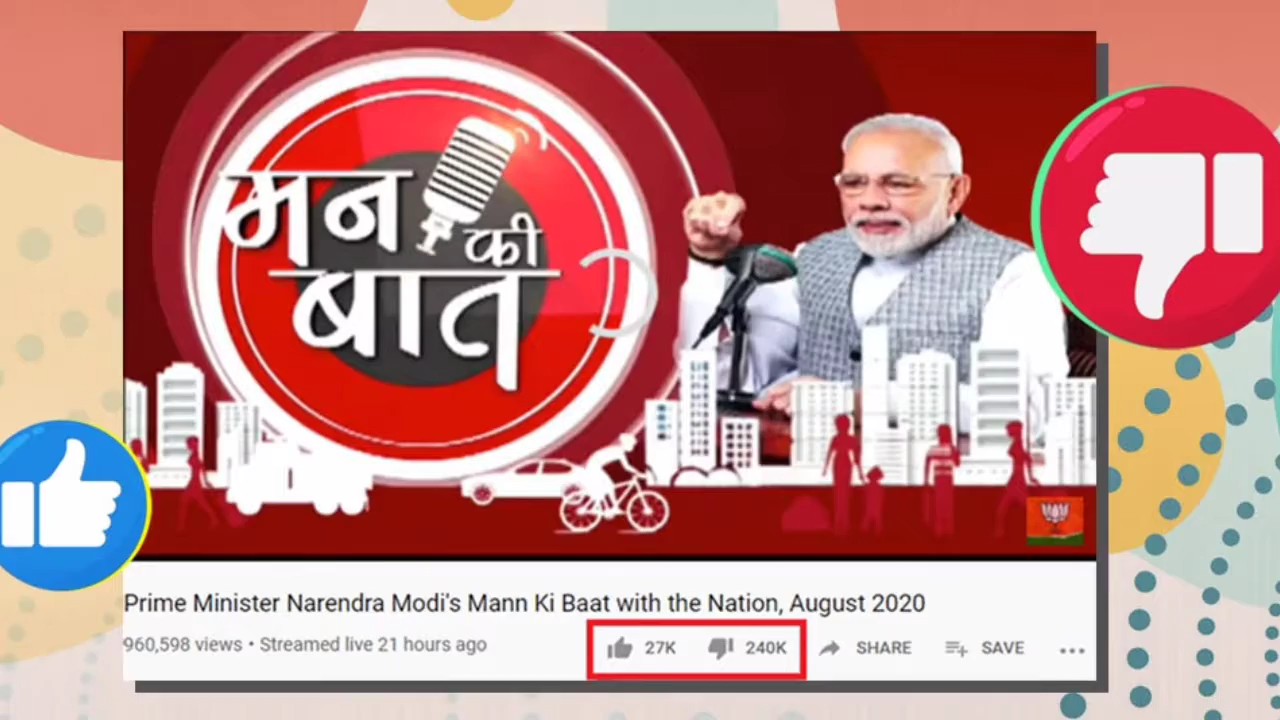 मन की
बात
Prime Minister Narendra Modi's Mann Ki Baat with the Nation, August 2020
960,598 views • Streamed live 21 hours ago 27K 240K SHARE SAVE